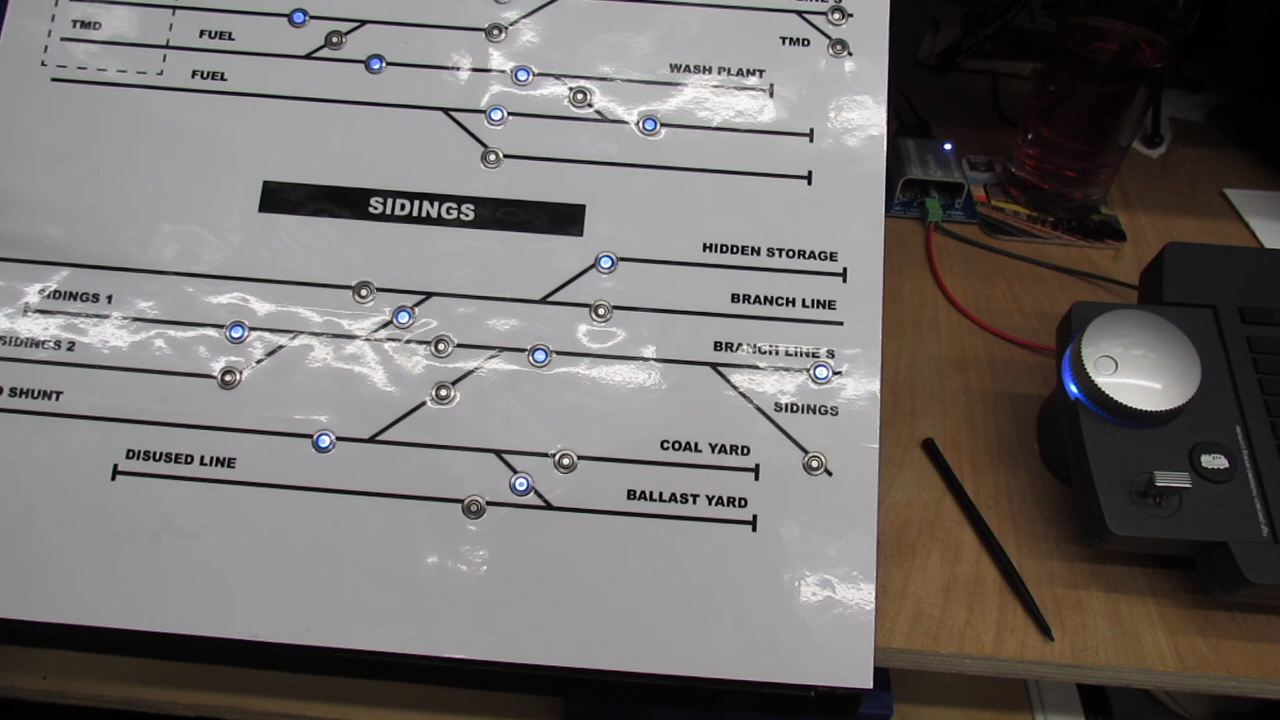 TMD
FUEL
TMD
FUEL
WASH PLANT
SIDINGS
HIDDEN STORAGE
SIDINGS 1
BRANCH LINE
SIDINGS 2
BRANCH LINE S
SHUNT
SIDINGS
DISUSED LINE
COAL YARD
BALLAST YARD